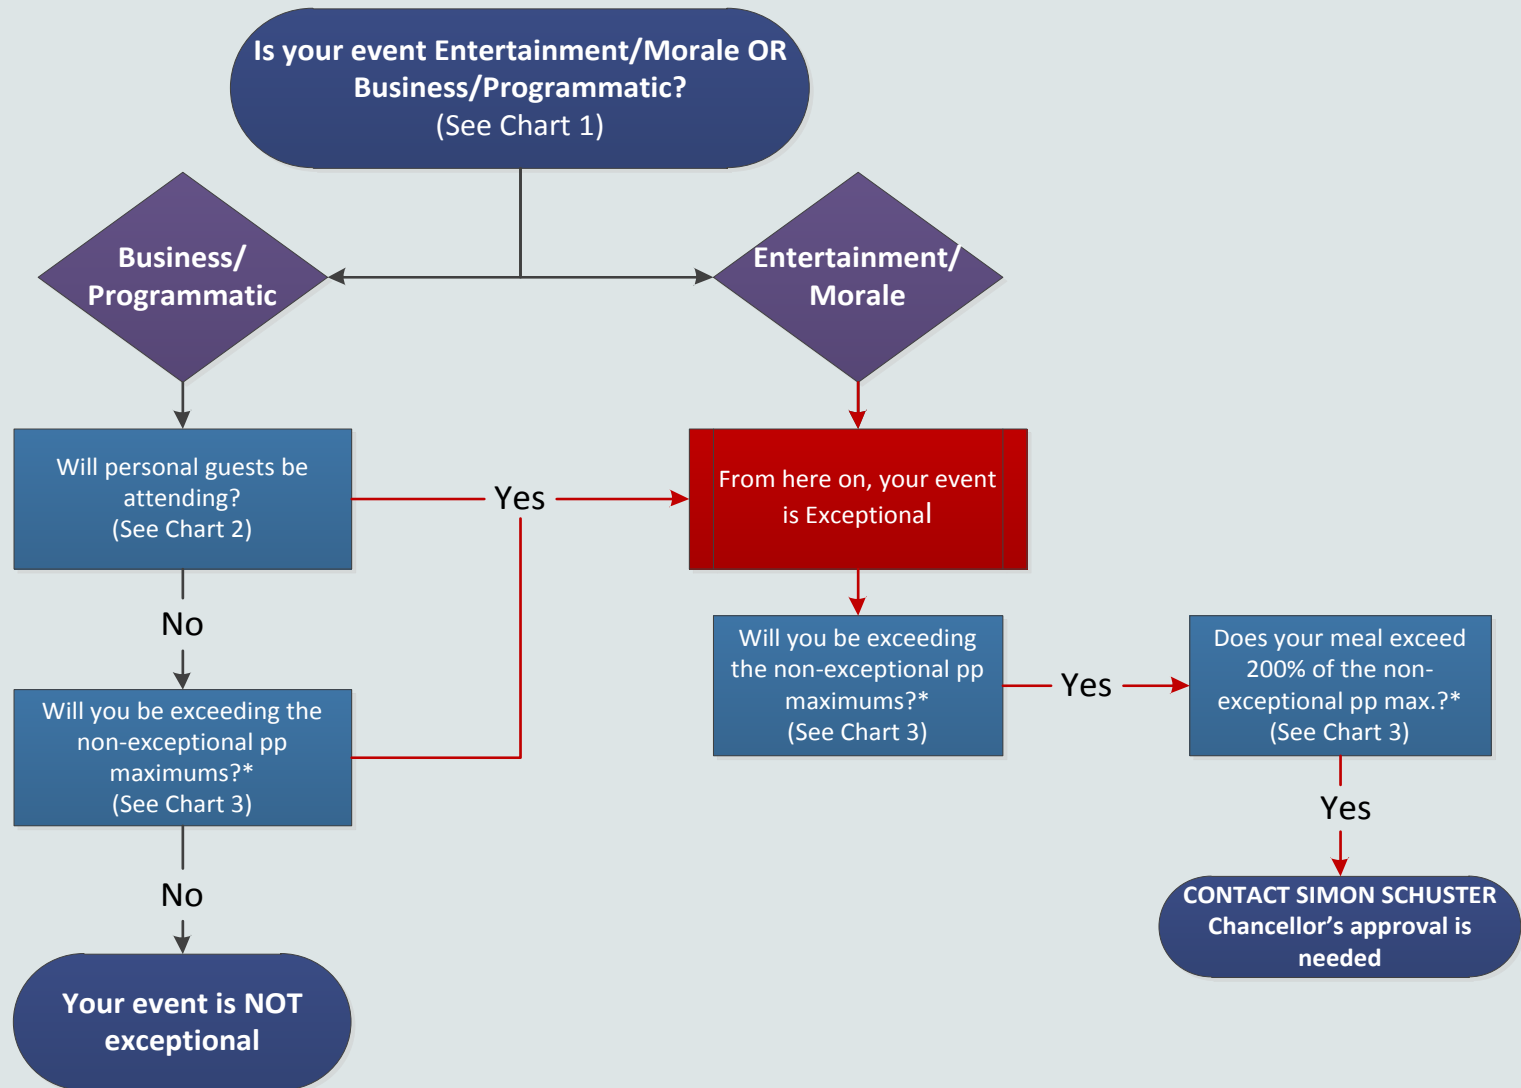 Is your event Entertainment/Morale OR
Business/Programmatic?
(See Chart 1)
Business/
Programmatic
Entertainment/
Morale
Will personal guests be
attending?
(See Chart 2)
Yes
From here on, your event
is Exceptional
No
Will you be exceeding the
non-exceptional pp
maximums?*
(See Chart 3)
Will you be exceeding
the non-exceptional pp
maximums?*
(See Chart 3)
Yes
Does your meal exceed
200% of the non-
exceptional pp max.?*
(See Chart 3)
Yes
No
CONTACT SIMON SCHUSTER
Chancellor’s approval is
needed
Your event is NOT
exceptional